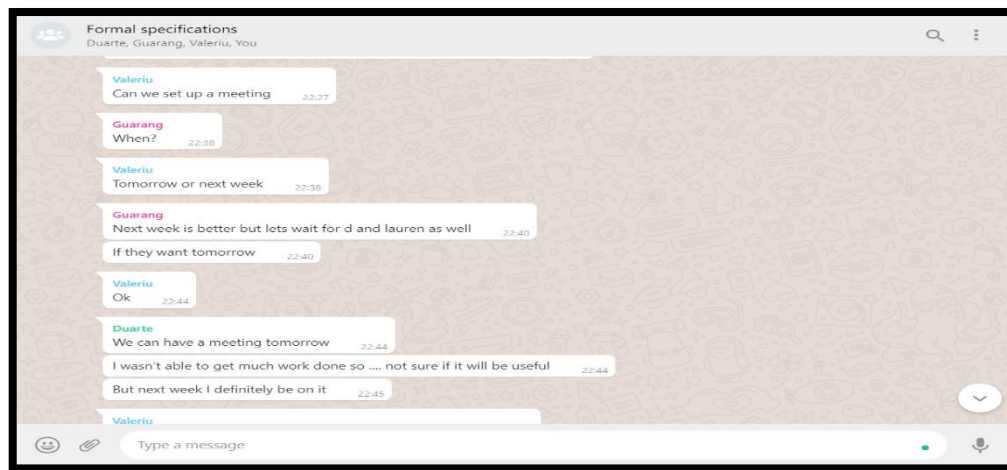 Formal specifications
Duarte, Guarang, Valeriu, You
Valeriu
Can we set up a meeting 22:27
Guarang
When? 22:38
Valeriu
Tomorrow or next week 22:38
Guarang
Next week is better but lets wait for d and lauren as well 22:40
If they want tomorrow 22:40
Valeriu
Ok 22:44
Duarte
We can have a meeting tomorrow 22:44
I wasn't able to get much work done so .... not sure if it will be useful 22:44
But next week I definitely be on it 22:45
Valeriu
Type a message